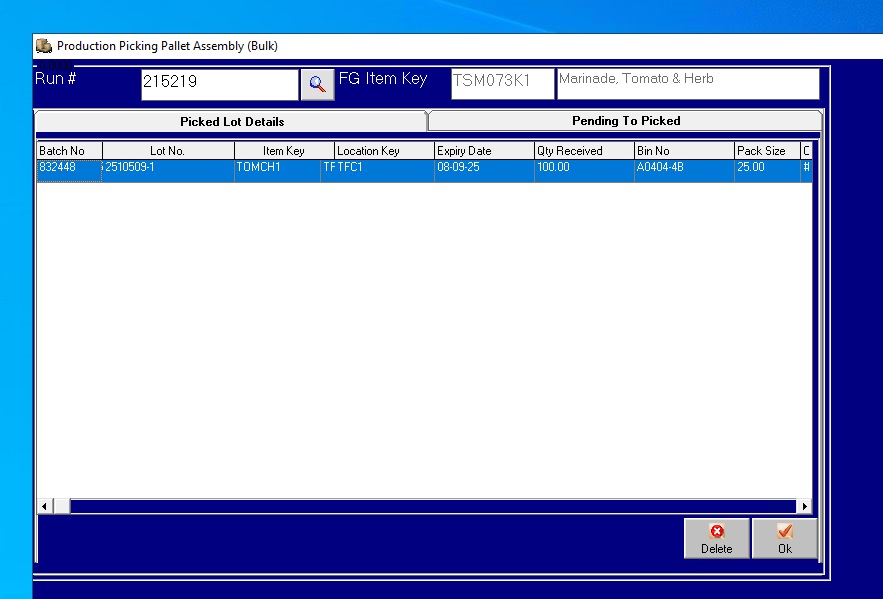 Production Picking Pallet Assembly (Bulk)
Run # 215219 FG Item Key TSM073K1 Marinade, Tomato & Herb
Picked Lot Details Pending To Picked
Batch No Lot No. Item Key Location Key Expiry Date Qty Received Bin No Pack Size C
832448 2510509-1 TOMCH1 TF TFC1 08-09-25 100.00 A0404-4B 25.00 #
Delete Ok